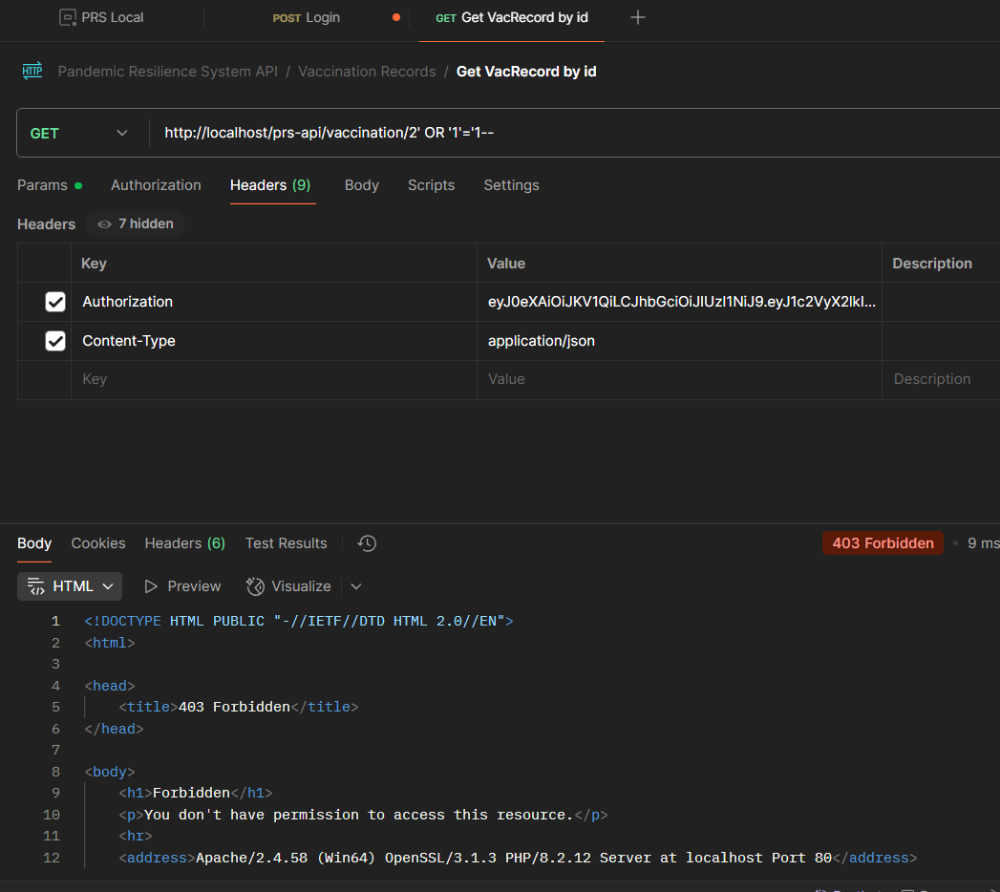 PRS Local POST Login GET Get VacRecord by id
HTTP Pandemic Resilience System API / Vaccination Records / Get VacRecord by id
GET http://localhost/prs-api/vaccination/2' OR '1'='1--
Params Authorization Headers (9) Body Scripts Settings
Headers 7 hidden
Key Value Description
Authorization eyJ0eXAiOiJKV1QiLCJhbGciOiJIUzI1NiJ9.eyJ1c2VyX2lkI...
Content-Type application/json
Key Value Description
Body Cookies Headers (6) Test Results 403 Forbidden 9 ms
HTML Preview Visualize
1 <!DOCTYPE HTML PUBLIC "-//IETF//DTD HTML 2.0//EN">
2 <html>
3
4 <head>
5 <title>403 Forbidden</title>
6 </head>
7
8 <body>
9 <h1>Forbidden</h1>
10 <p>You don't have permission to access this resource.</p>
11 <hr>
12 <address>Apache/2.4.58 (Win64) OpenSSL/3.1.3 PHP/8.2.12 Server at localhost Port 80</address>